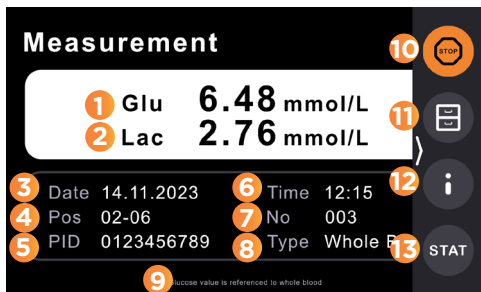 Measurement
10 STOP
1 Glu 6.48 mmol/L
2 Lac 2.76 mmol/L
11
3 Date 14.11.2023 6 Time 12:15
12 i
4 Pos 02-06 7 No 003
5 PID 0123456789 8 Type Whole
13 STAT
9 glucose value is referenced to whole blood